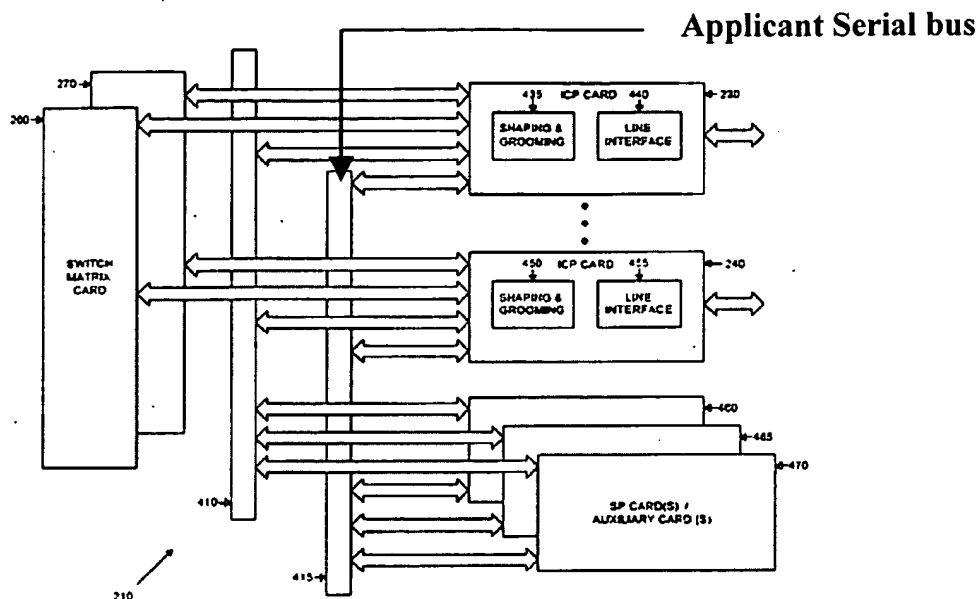 Applicant Serial bus
270
260
SWITCH
MATRIX
CARD
435 ICP CARD 440
230
SHAPING &
GROOMING
LINE
INTERFACE
450 ICP CARD 455
240
SHAPING &
GROOMING
LINE
INTERFACE
460
465
470
SP CARD(S) /
AUXILIARY CARD(S)
410
415
210